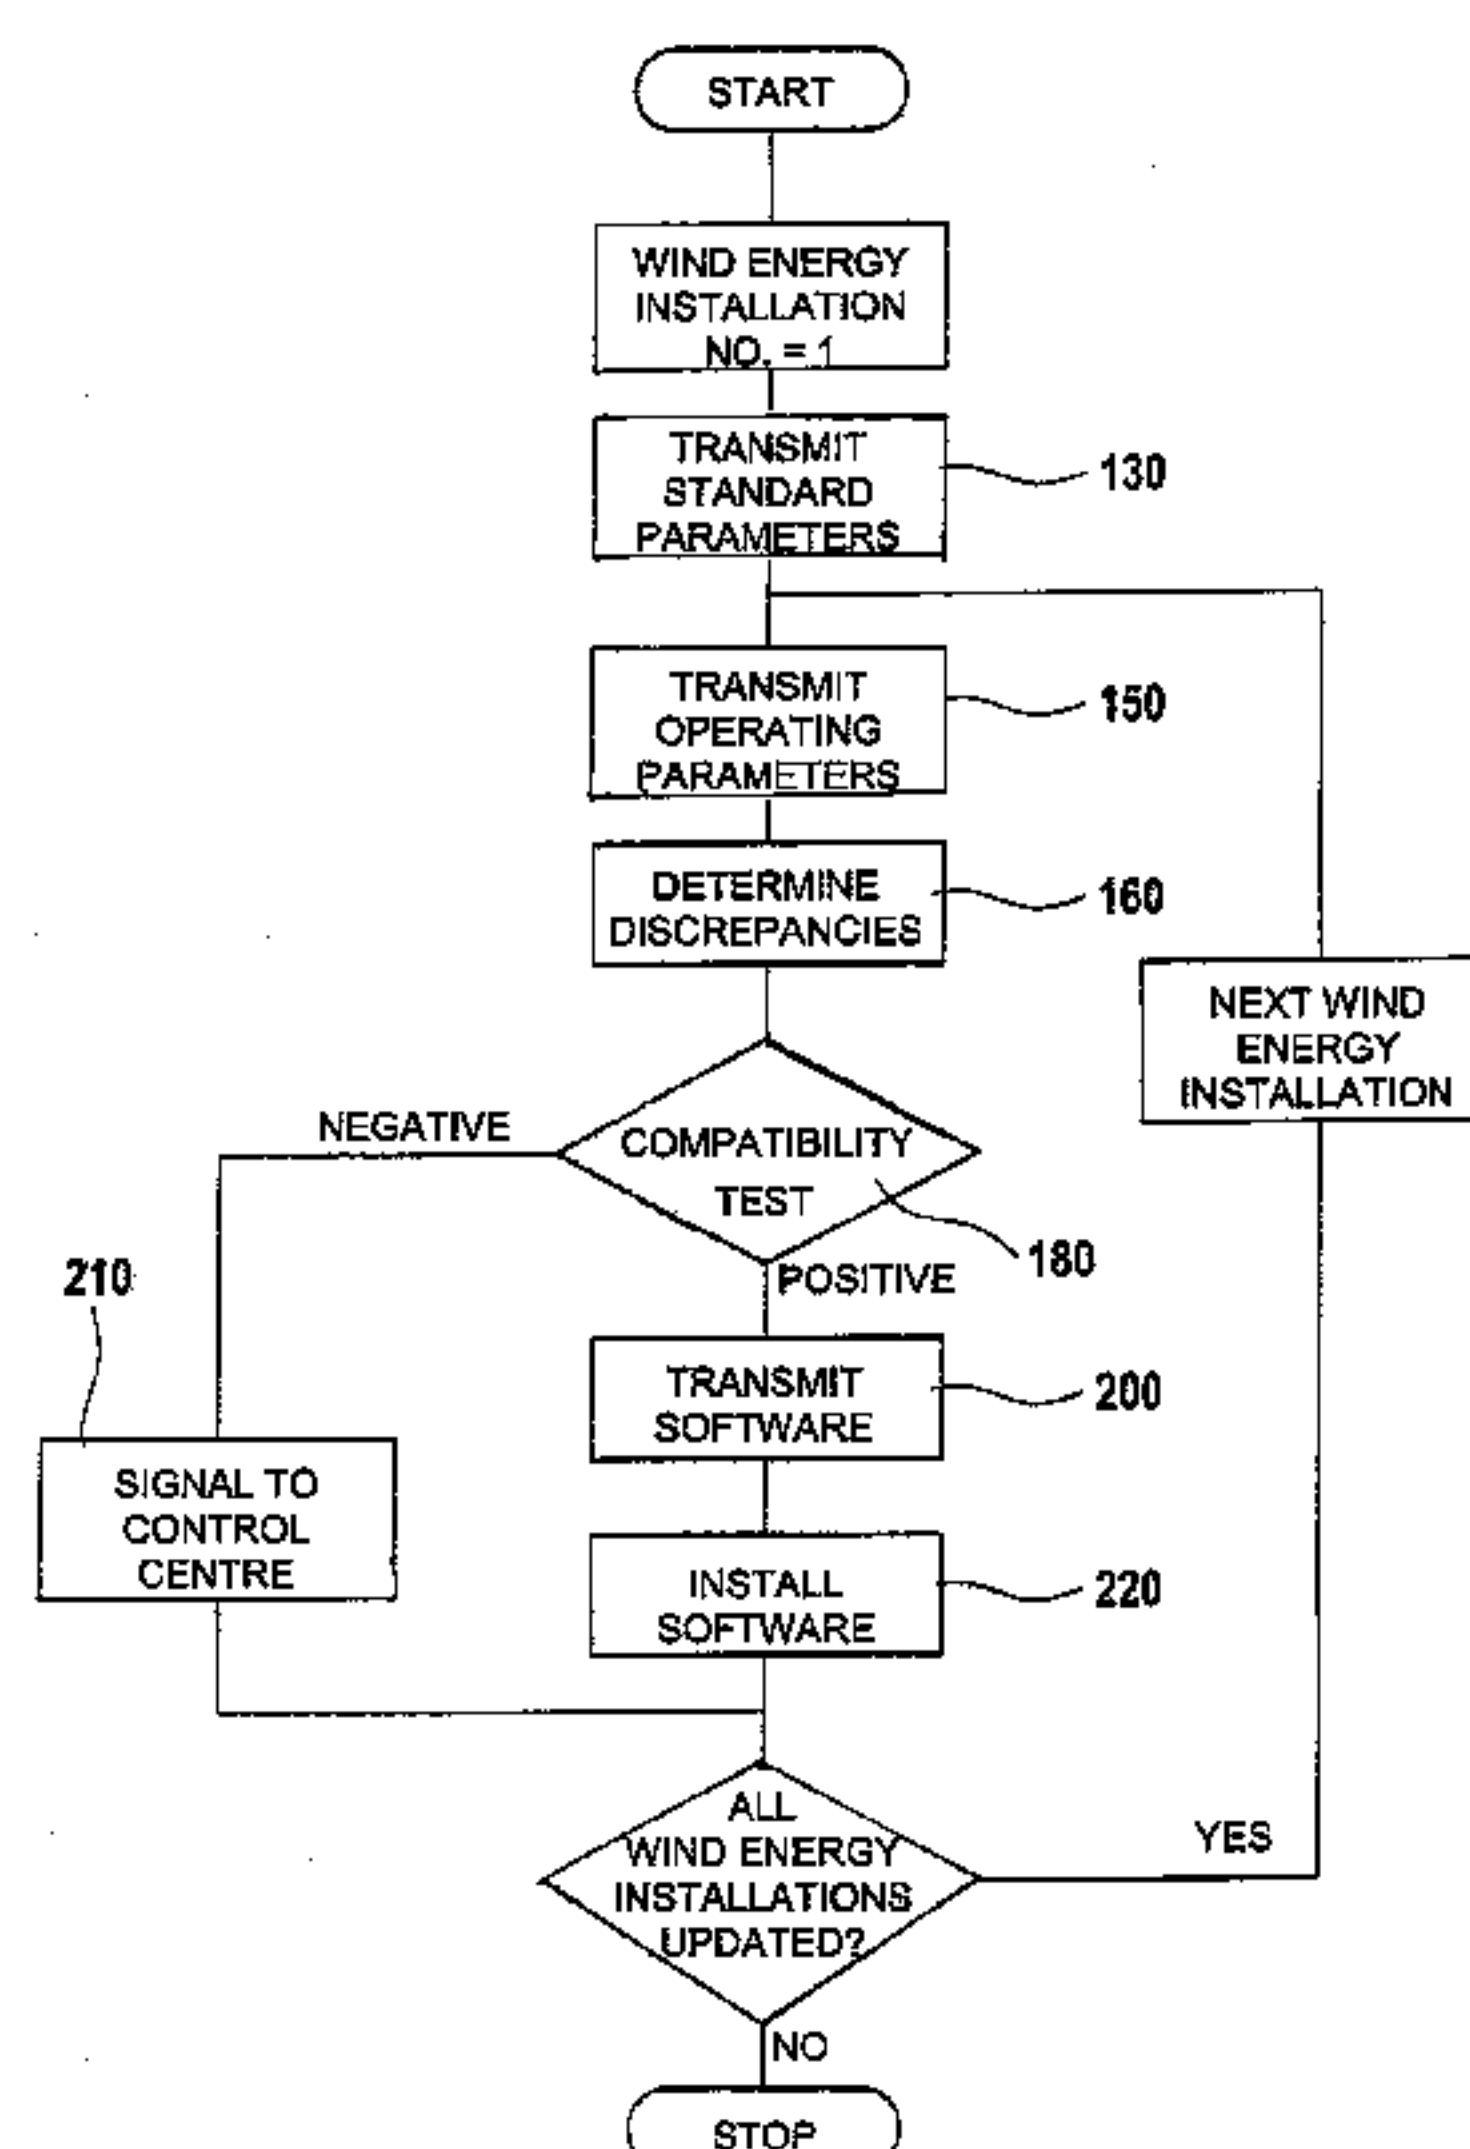 START
WIND ENERGY
INSTALLATION
NO. = 1
TRANSMIT
STANDARD
PARAMETERS
130
TRANSMIT
OPERATING
PARAMETERS
150
DETERMINE
DISCREPANCIES
160
NEXT WIND
ENERGY
INSTALLATION
NEGATIVE
COMPATIBILITY
TEST
180
POSITIVE
210
TRANSMIT
SOFTWARE
200
SIGNAL TO
CONTROL
CENTRE
INSTALL
SOFTWARE
220
ALL
WIND ENERGY
INSTALLATIONS
UPDATED?
YES
NO
STOP